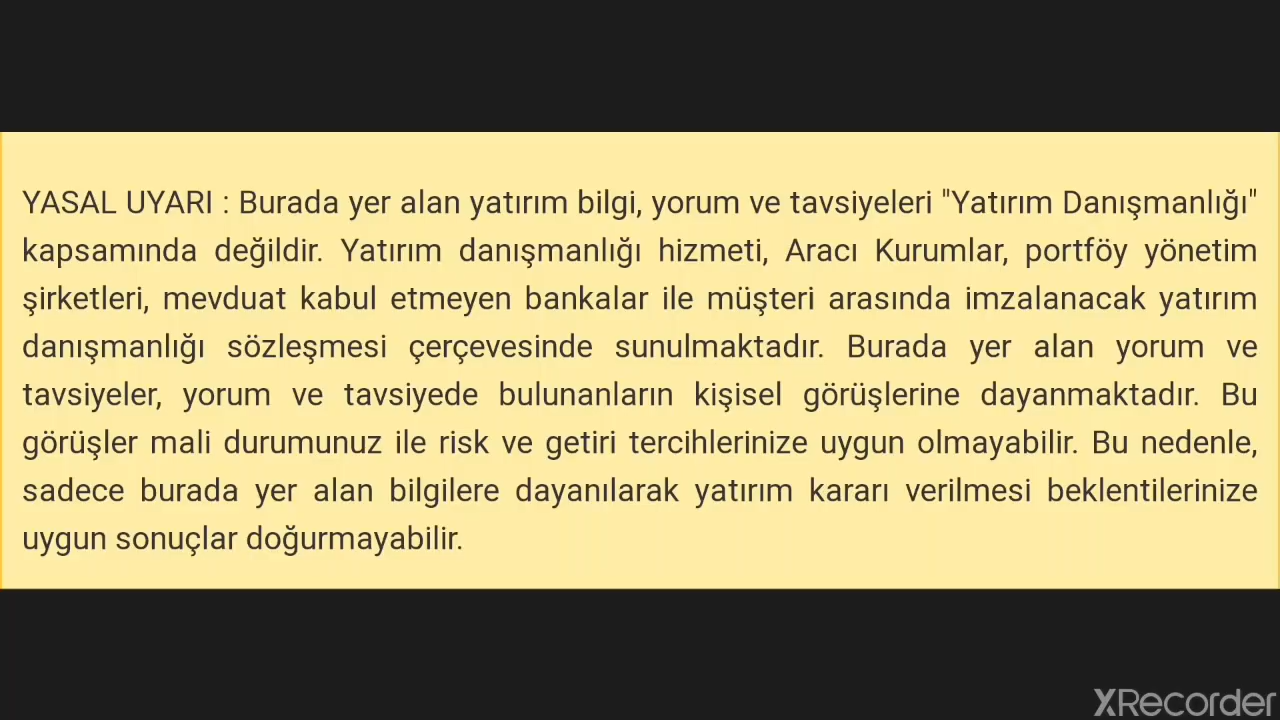 YASAL UYARI : Burada yer alan yatırım bilgi, yorum ve tavsiyeleri "Yatırım Danışmanlığı"
kapsamında değildir. Yatırım danışmanlığı hizmeti, Aracı Kurumlar, portföy yönetim
şirketleri, mevduat kabul etmeyen bankalar ile müşteri arasında imzalanacak yatırım
danışmanlığı sözleşmesi çerçevesinde sunulmaktadır. Burada yer alan yorum ve
tavsiyeler, yorum ve tavsiyede bulunanların kişisel görüşlerine dayanmaktadır. Bu
görüşler mali durumunuz ile risk ve getiri tercihlerinize uygun olmayabilir. Bu nedenle,
sadece burada yer alan bilgilere dayanılarak yatırım kararı verilmesi beklentilerinize
uygun sonuçlar doğurmayabilir.
XRecorder